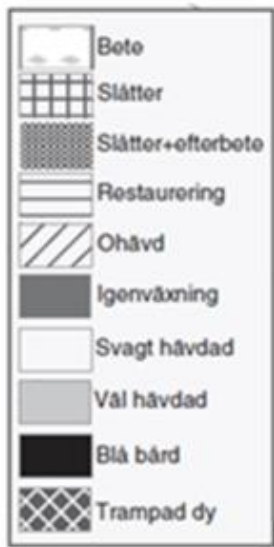 Bete
Slåtter
Slåtter+efterbete
Restaurering
Ohävd
Igenväxning
Svagt hävdad
Väl hävdad
Blå bård
Trampad dy